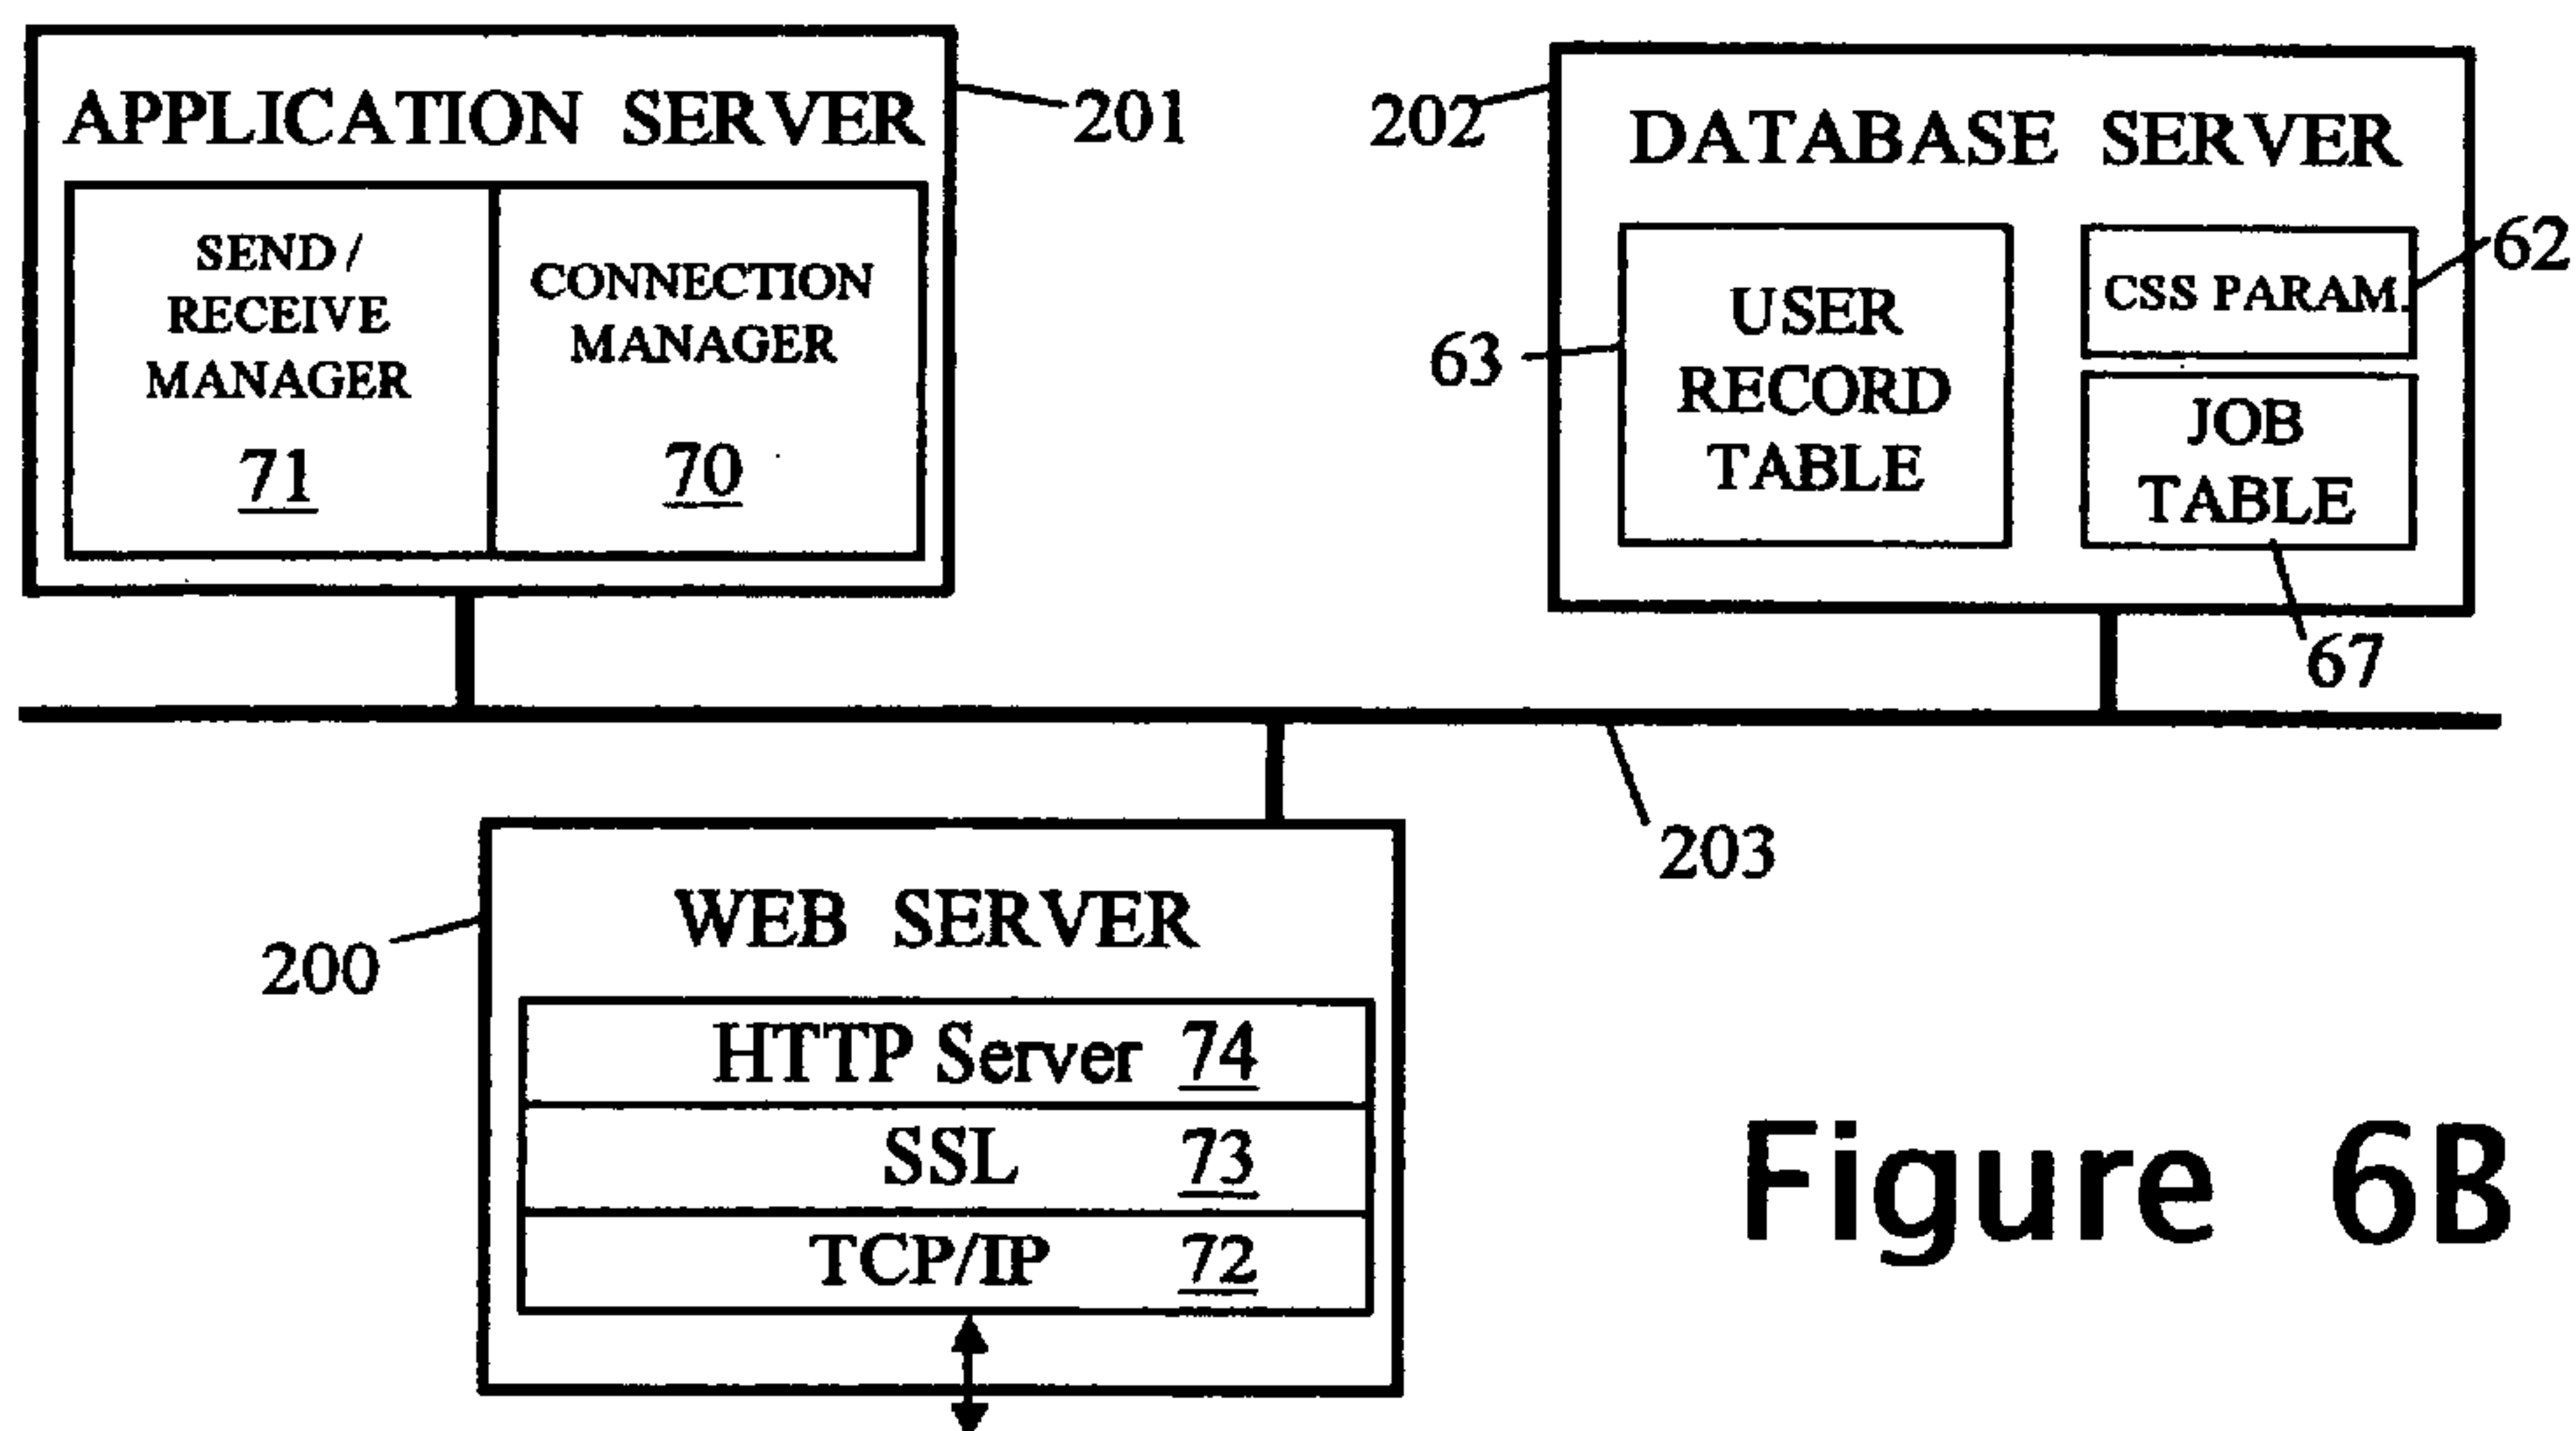 APPLICATION SERVER
201
SEND /
RECEIVE
MANAGER
71
CONNECTION
MANAGER
70
202
DATABASE SERVER
63
USER
RECORD
TABLE
CSS PARAM.
62
JOB
TABLE
67
203
200
WEB SERVER
HTTP Server 74
SSL 73
TCP/IP 72
Figure 6B